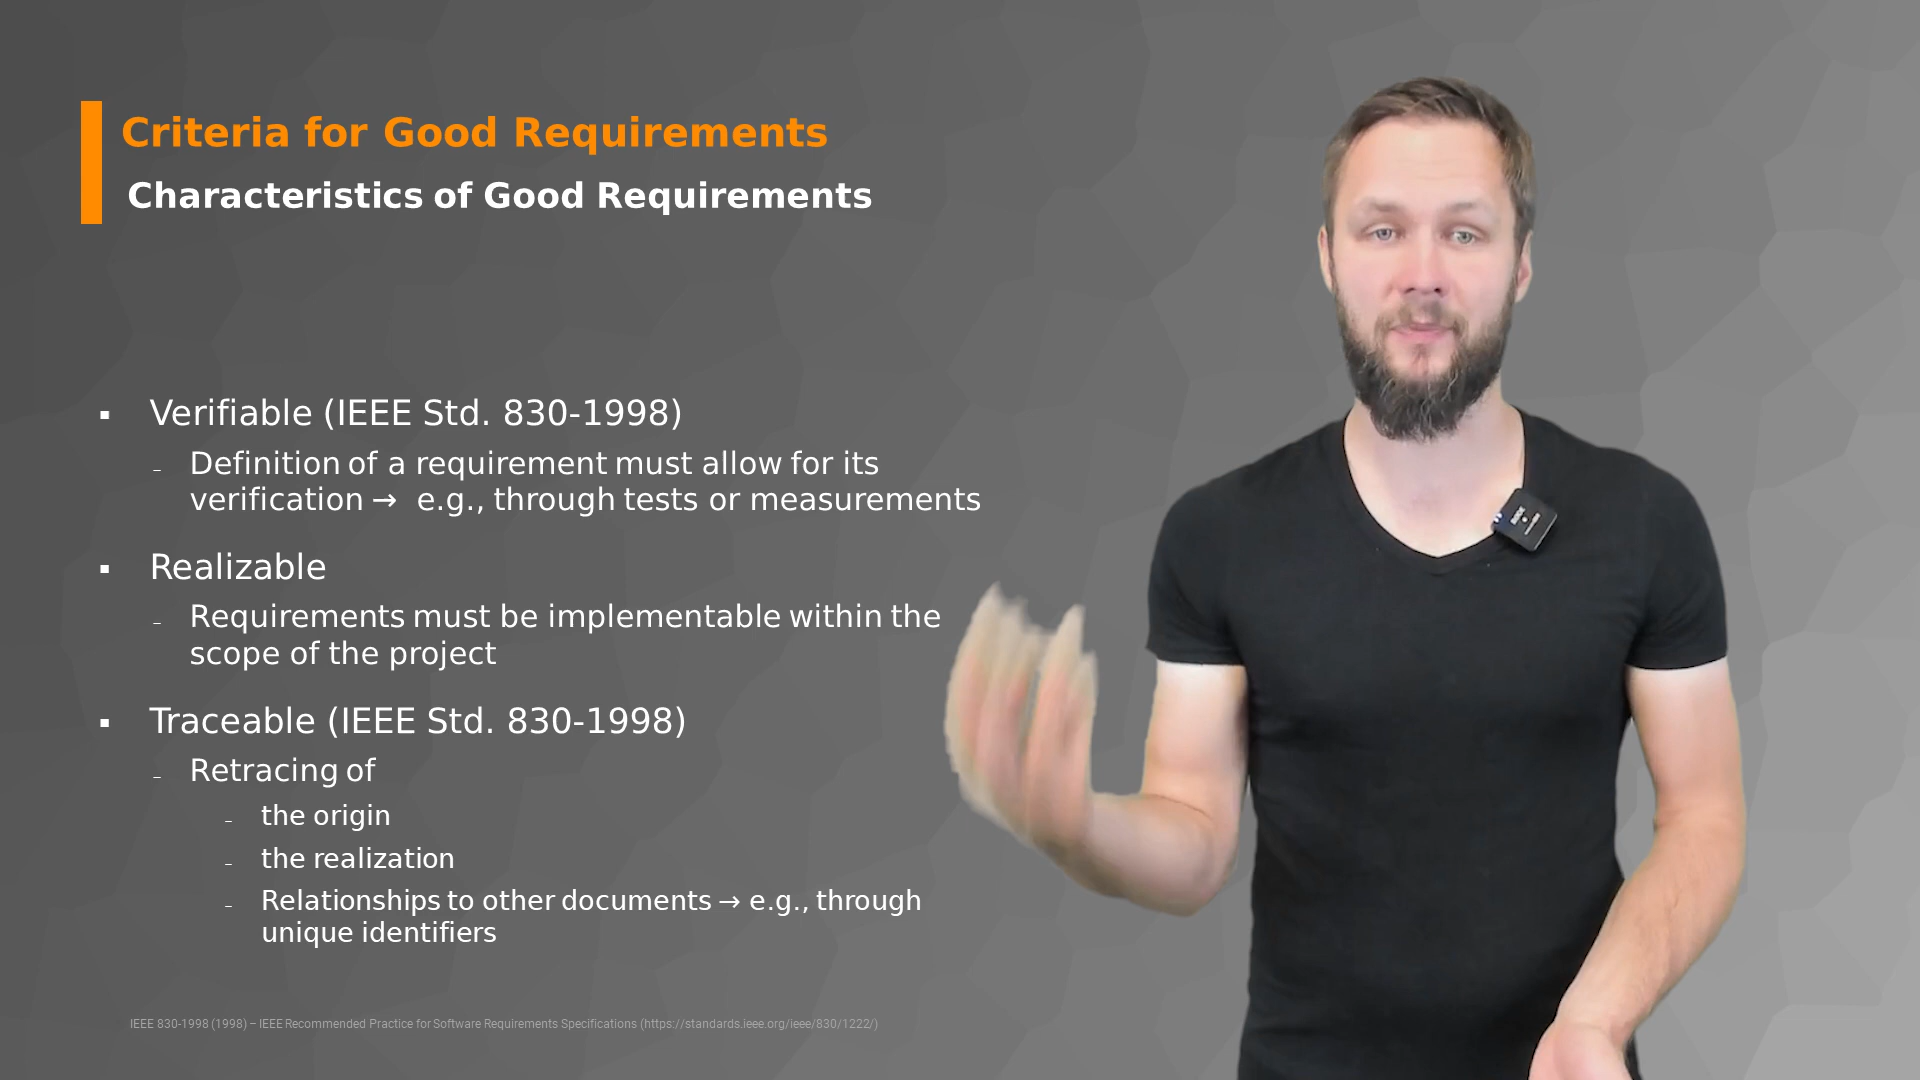 Criteria for Good Requirements
Characteristics of Good Requirements
▪ Verifiable (IEEE Std. 830-1998)
– Definition of a requirement must allow for its
verification → e.g., through tests or measurements
▪ Realizable
– Requirements must be implementable within the
scope of the project
▪ Traceable (IEEE Std. 830-1998)
– Retracing of
– the origin
– the realization
– Relationships to other documents → e.g., through
unique identifiers
IEEE 830-1998 (1998) – IEEE Recommended Practice for Software Requirements Specifications (https://standards.ieee.org/ieee/830/1222/)